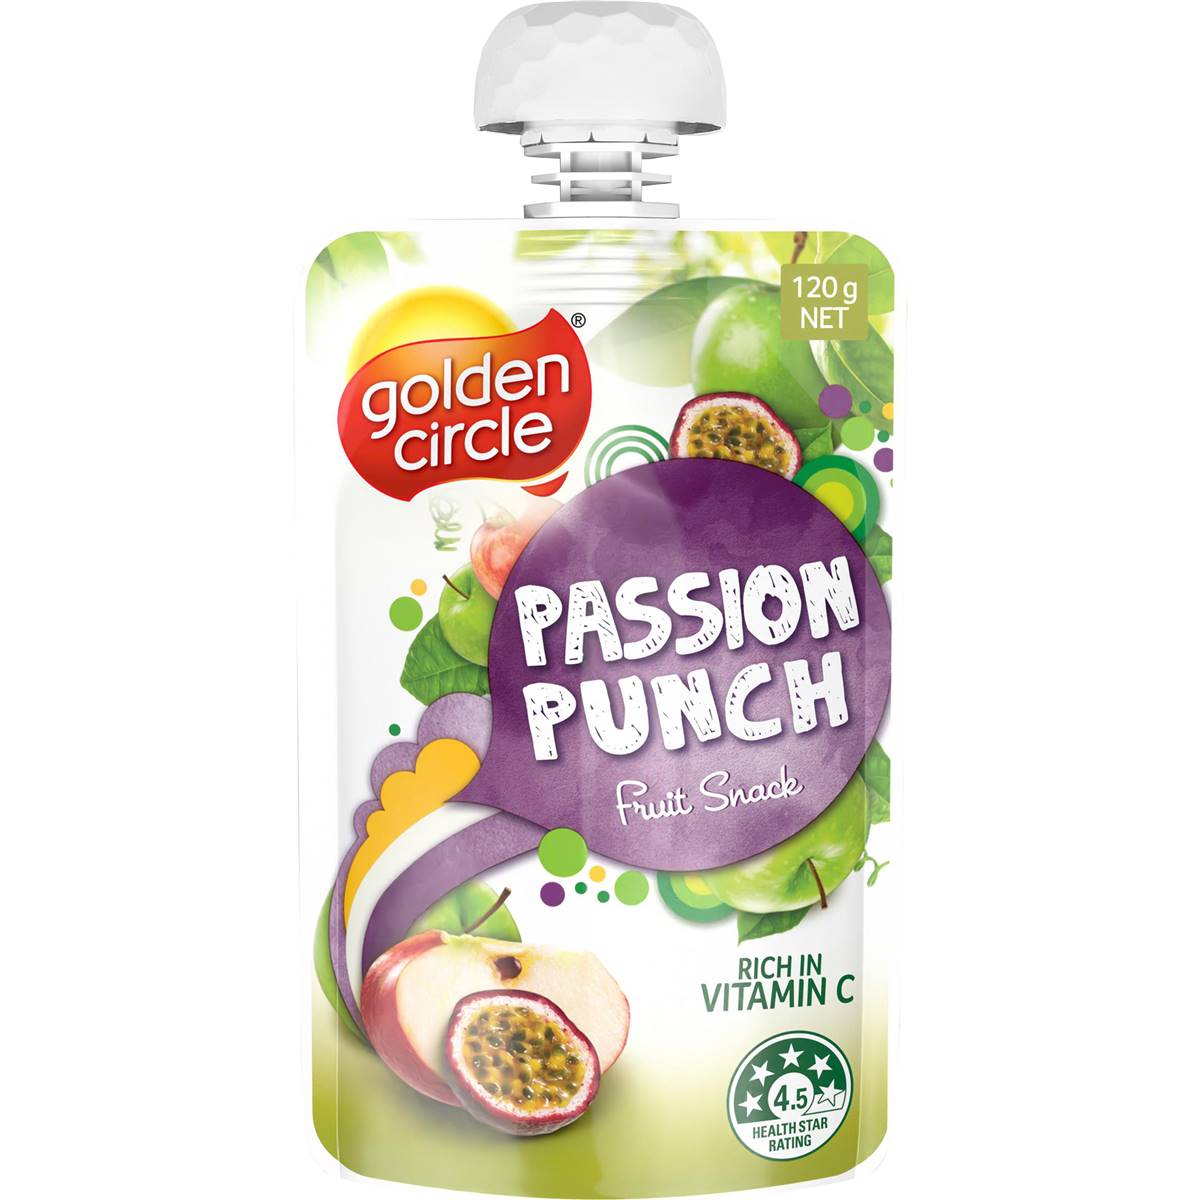 golden
circle
®
120 g
NET
PASSION
PUNCH
Fruit Snack
RICH IN
VITAMIN C
4.5
HEALTH STAR
RATING